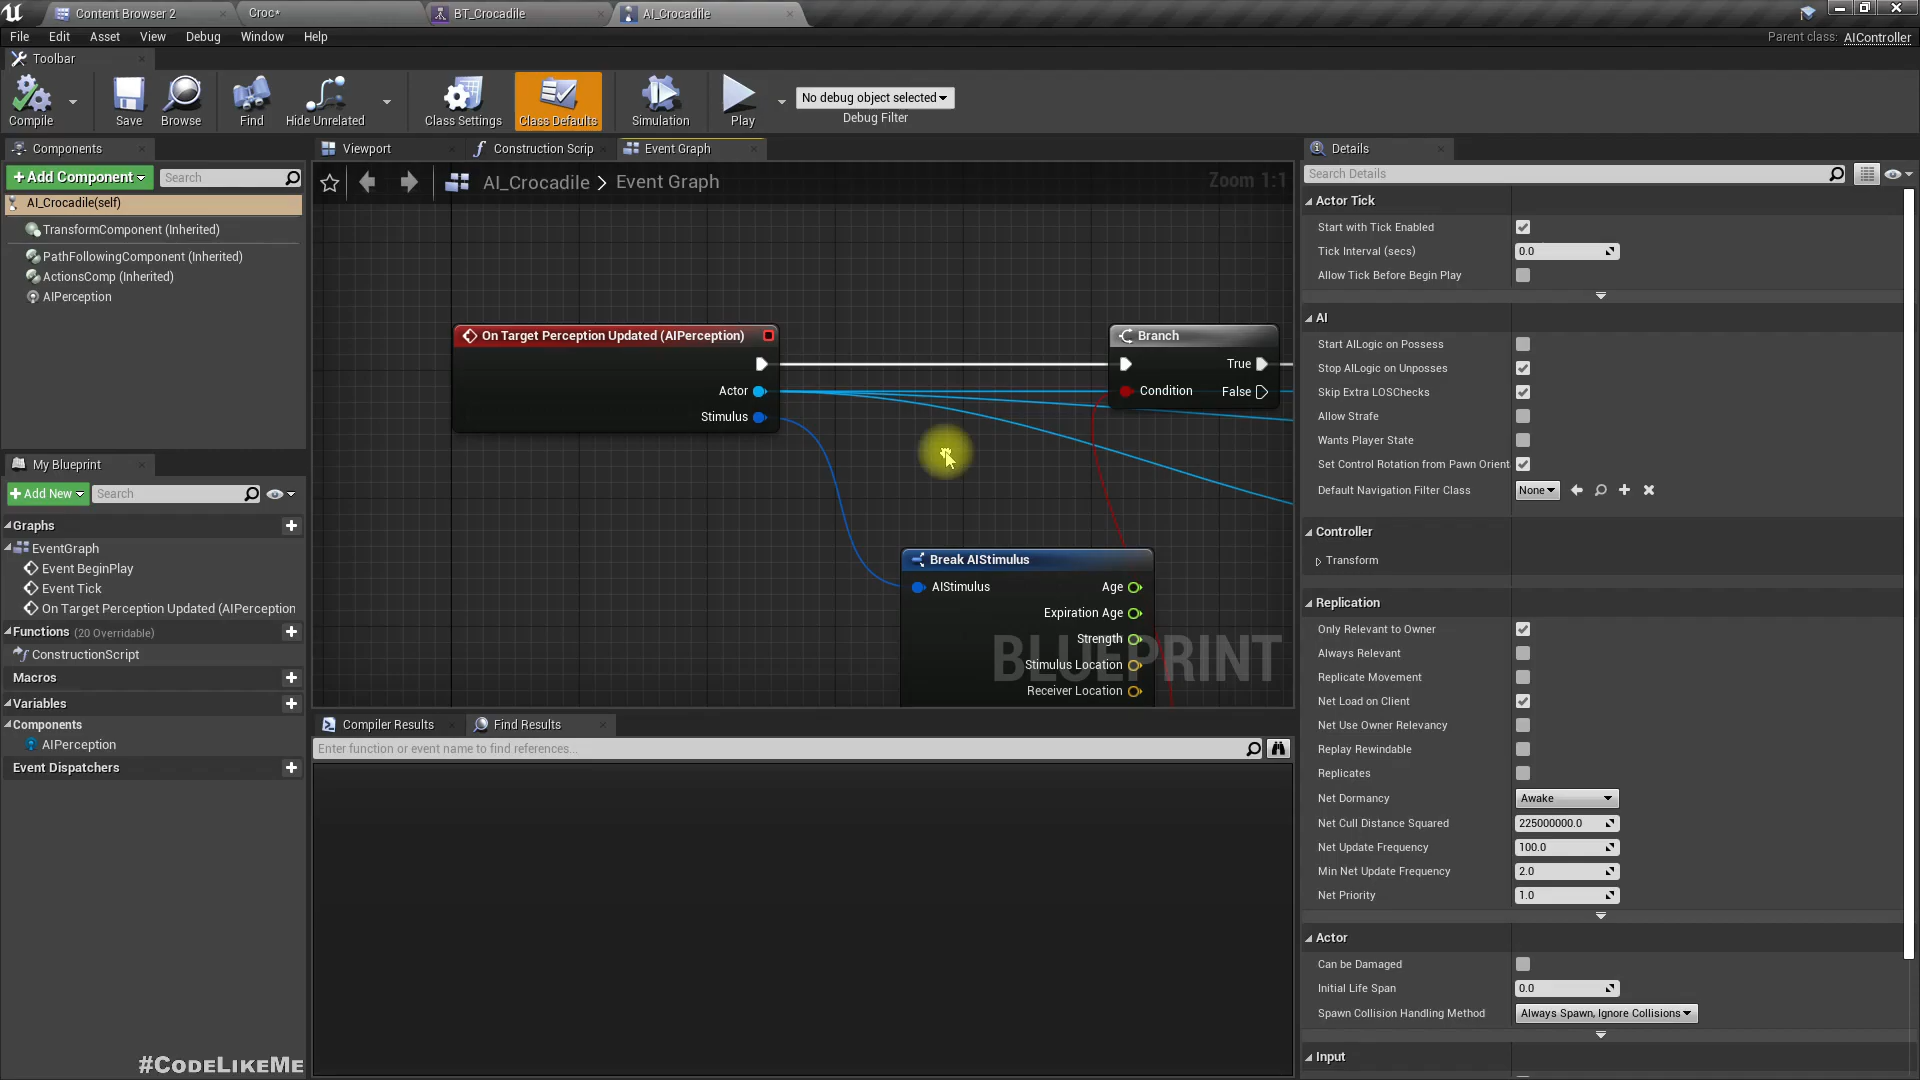 Content Browser 2
Croc*
BT_Crocadile
AI_Crocadile
File Edit Asset View Debug Window Help
Parent class: AIController
Toolbar
Compile
Save
Browse
Find
Hide Unrelated
Class Settings
Class Defaults
Simulation
Play
No debug object selected
Debug Filter
Components
+ Add Component
Search
AI_Crocadile(self)
TransformComponent (Inherited)
PathFollowingComponent (Inherited)
ActionsComp (Inherited)
AIPerception
My Blueprint
+ Add New
Search
Graphs
EventGraph
Event BeginPlay
Event Tick
On Target Perception Updated (AIPerception
Functions (20 Overridable)
ConstructionScript
Macros
Variables
Components
AIPerception
Event Dispatchers
#CodeLikeMe
Viewport
Construction Scrip
Event Graph
AI_Crocadile > Event Graph
Zoom 1:1
On Target Perception Updated (AIPerception)
Actor
Stimulus
Branch
True
Condition
False
Break AIStimulus
AIStimulus
Age
Expiration Age
Strength
Stimulus Location
Receiver Location
BLUEPRINT
Compiler Results
Find Results
Enter function or event name to find references...
Details
Search Details
Actor Tick
Start with Tick Enabled
Tick Interval (secs) 0.0
Allow Tick Before Begin Play
AI
Start AILogic on Possess
Stop AILogic on Unposses
Skip Extra LOSChecks
Allow Strafe
Wants Player State
Set Control Rotation from Pawn Orient
Default Navigation Filter Class None
Controller
Transform
Replication
Only Relevant to Owner
Always Relevant
Replicate Movement
Net Load on Client
Net Use Owner Relevancy
Replay Rewindable
Replicates
Net Dormancy Awake
Net Cull Distance Squared 225000000.0
Net Update Frequency 100.0
Min Net Update Frequency 2.0
Net Priority 1.0
Actor
Can be Damaged
Initial Life Span 0.0
Spawn Collision Handling Method Always Spawn, Ignore Collisions
Input